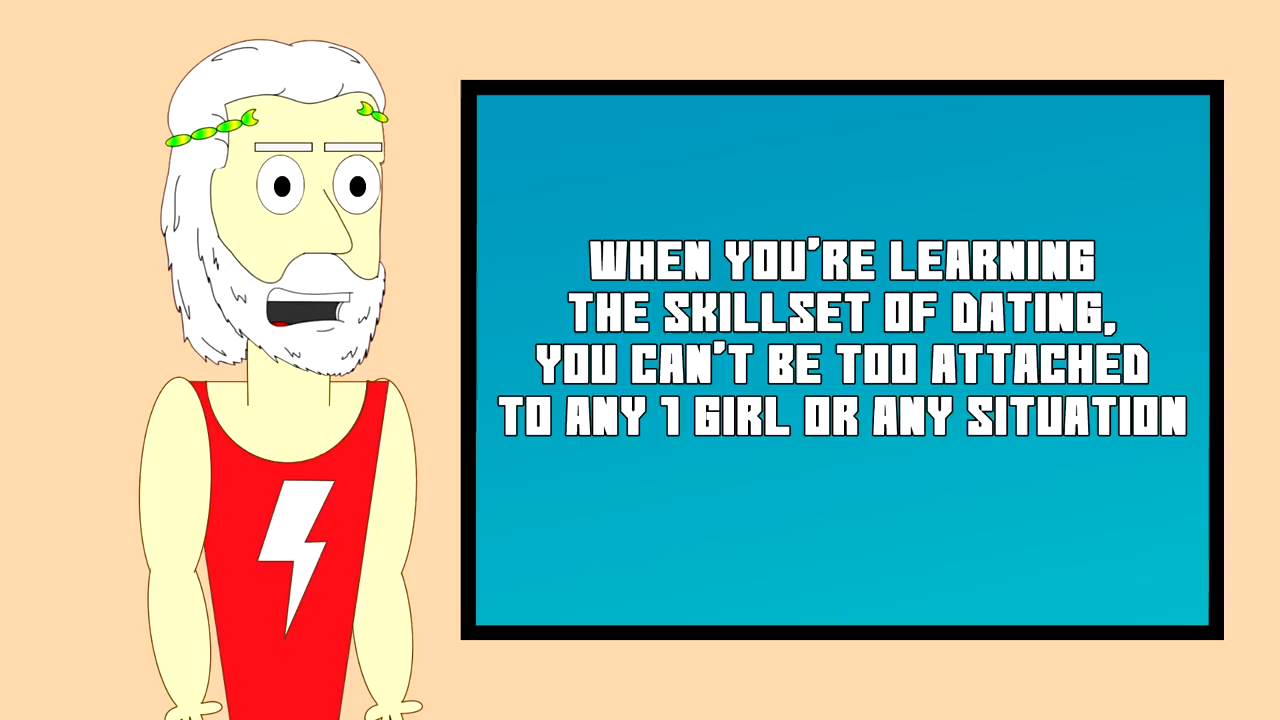 WHEN YOU'RE LEARNING
THE SKILLSET OF DATING,
YOU CAN'T BE TOO ATTACHED
TO ANY 1 GIRL OR ANY SITUATION